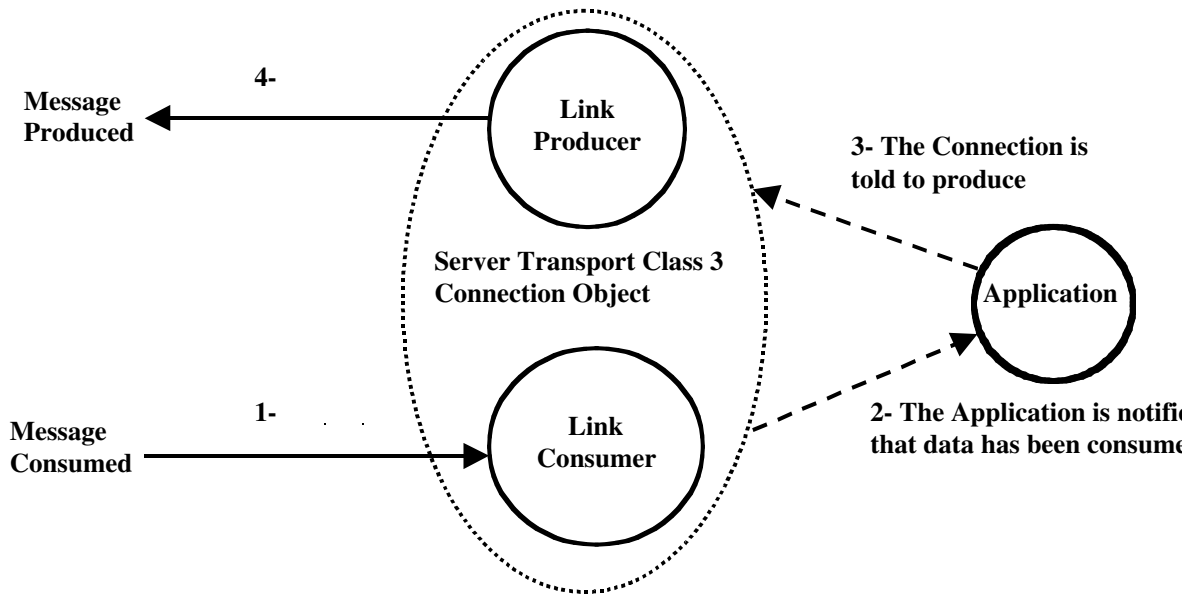 4-
Message
Produced
Link
Producer
3- The Connection is
told to produce
Server Transport Class 3
Connection Object
Application
1-
Message
Consumed
Link
Consumer
2- The Application is notifie
that data has been consume